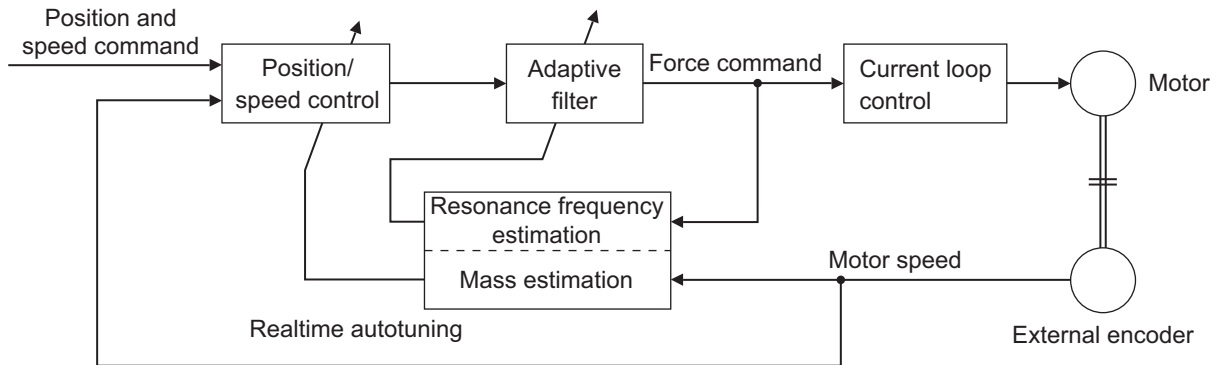 Position and
speed command
Position/
speed control
Adaptive
filter
Force command
Current loop
control
Motor
Resonance frequency
estimation
Mass estimation
Motor speed
Realtime autotuning
External encoder